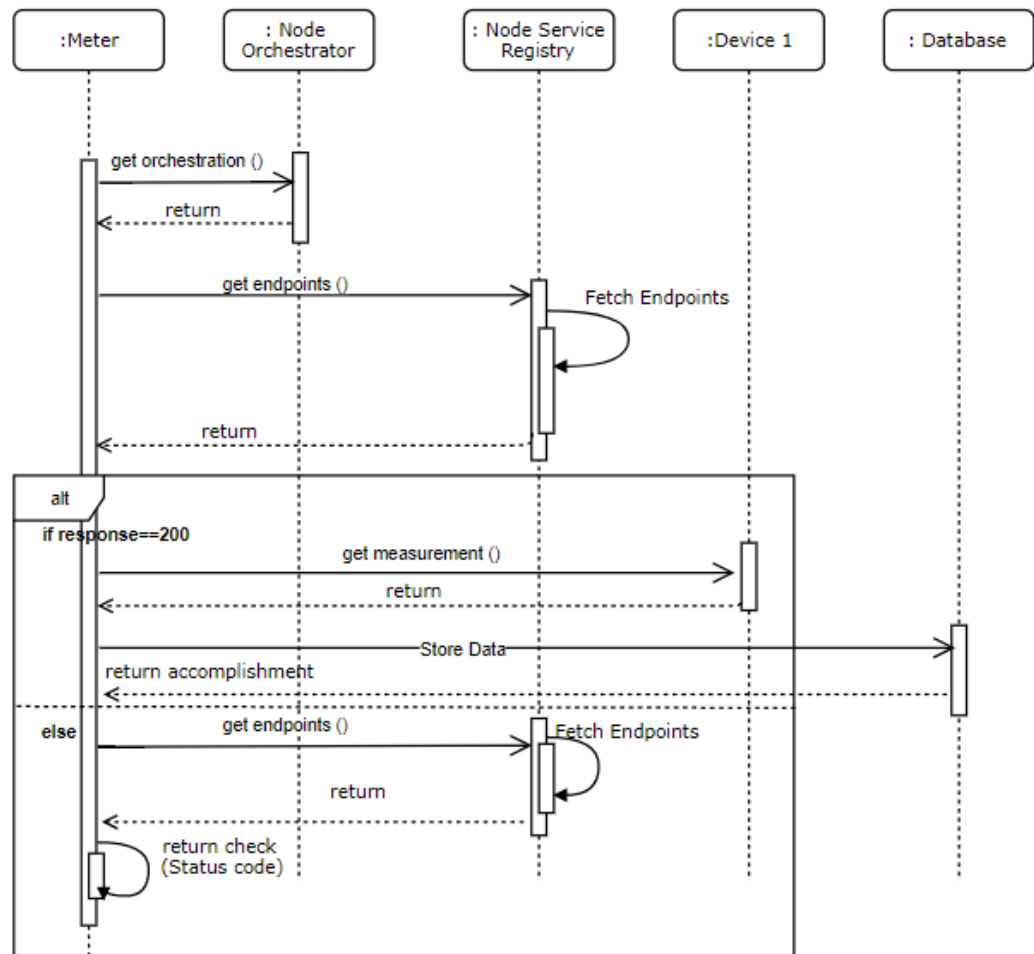 :Meter
: Node
Orchestrator
: Node Service
Registry
:Device 1
: Database
get orchestration ()
return
get endpoints ()
Fetch Endpoints
return
alt
if response==200
get measurement ()
return
Store Data
return accomplishment
else
get endpoints ()
Fetch Endpoints
return
return check
(Status code)